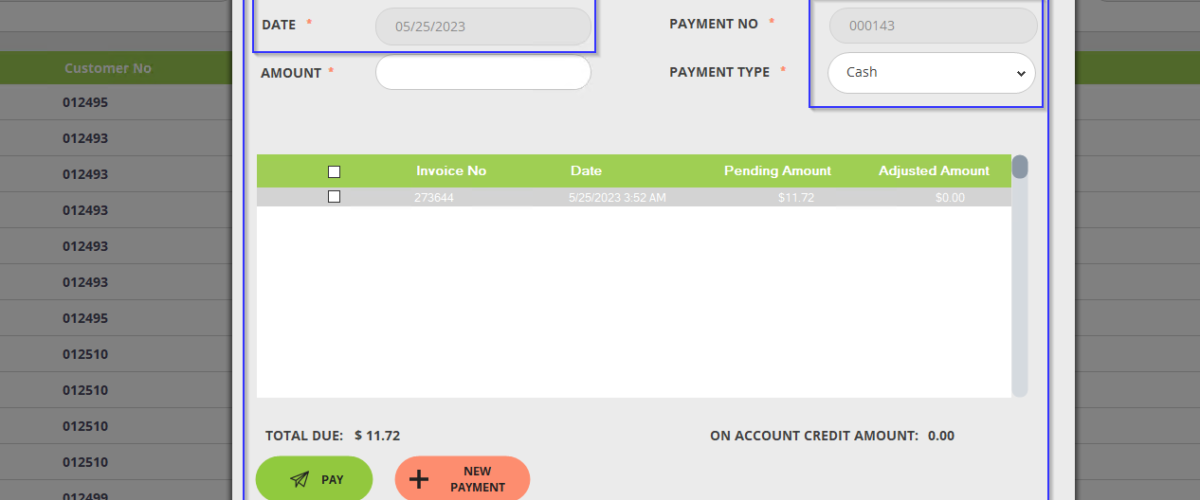 DATE * 05/25/2023 PAYMENT NO * 000143
AMOUNT * PAYMENT TYPE * Cash
Customer No
012495
012493
012493
012493
012493
012493
012495
012510
012510
012510
012510
012499
Invoice No Date Pending Amount Adjusted Amount
273644 5/25/2023 3:52 AM $11.72 $0.00
TOTAL DUE: $ 11.72 ON ACCOUNT CREDIT AMOUNT: 0.00
PAY
NEW
PAYMENT